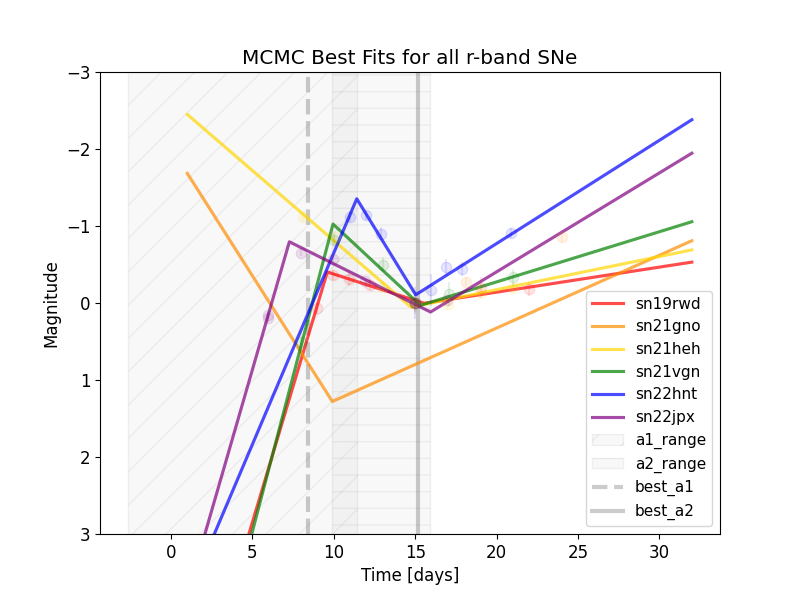 MCMC Best Fits for all r-band SNe
−3
−2
−1
0
1
2
3
Magnitude
0
5
10
15
20
25
30
Time [days]
sn19rwd
sn21gno
sn21heh
sn21vgn
sn22hnt
sn22jpx
a1_range
a2_range
best_a1
best_a2